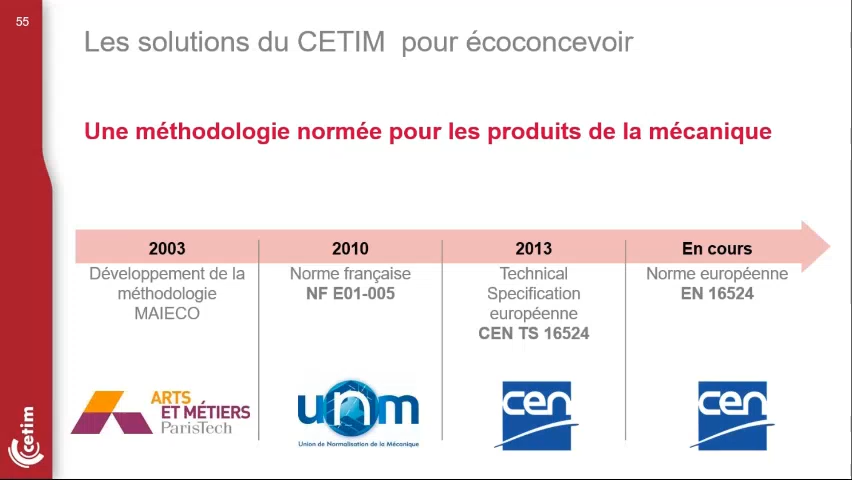 55
Les solutions du CETIM pour écoconcevoir
Une méthodologie normée pour les produits de la mécanique
2003
Développement de la
méthodologie
MAIECO
2010
Norme française
NF E01-005
2013
Technical
Specification
européenne
CEN TS 16524
En cours
Norme européenne
EN 16524
ARTS
ET MÉTIERS
ParisTech
unm
Union de Normalisation de la Mécanique
cen
cen
cetim